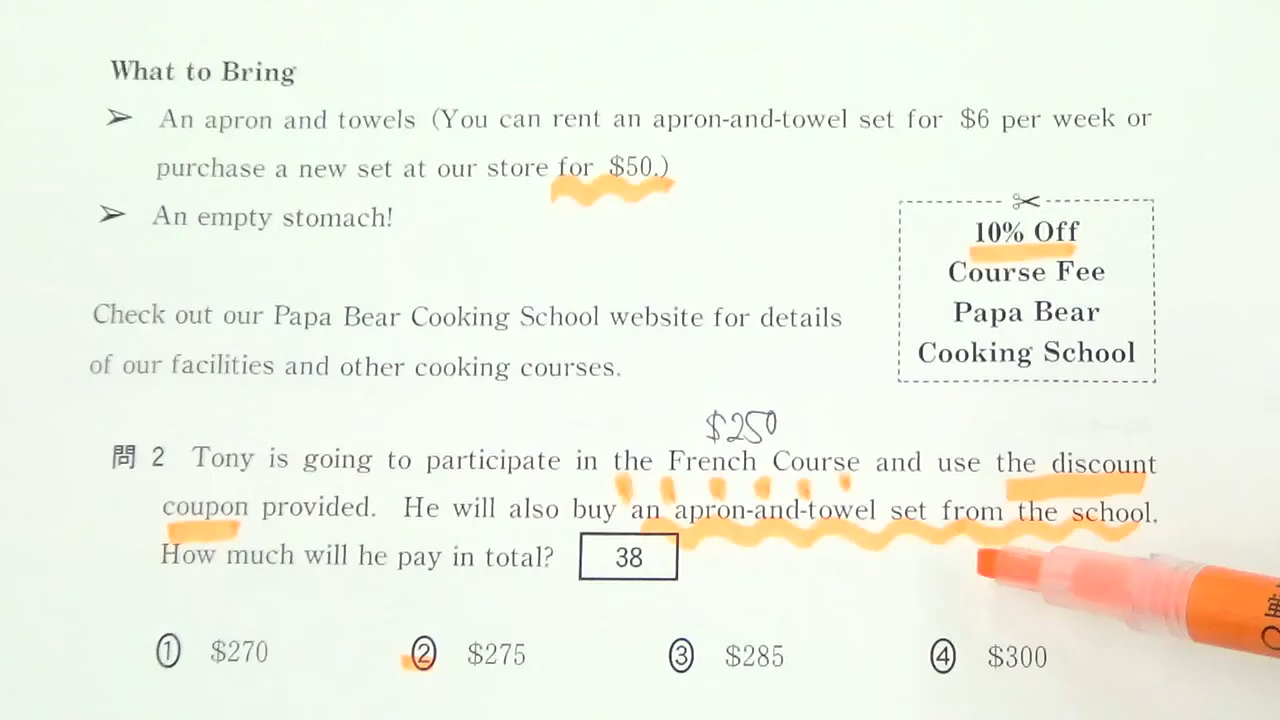 What to Bring
➢ An apron and towels (You can rent an apron-and-towel set for $6 per week or
purchase a new set at our store for $50.)
➢ An empty stomach!
10% Off
Course Fee
Papa Bear
Cooking School
Check out our Papa Bear Cooking School website for details
of our facilities and other cooking courses.
$250
問 2 Tony is going to participate in the French Course and use the discount
coupon provided. He will also buy an apron-and-towel set from the school.
How much will he pay in total? 38
① $270 ② $275 ③ $285 ④ $300